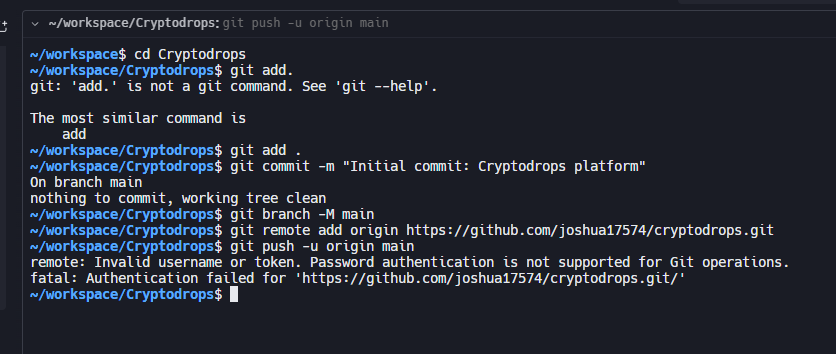 ~/workspace/Cryptodrops: git push -u origin main
~/workspace$ cd Cryptodrops
~/workspace/Cryptodrops$ git add.
git: 'add.' is not a git command. See 'git --help'.
The most similar command is
    add
~/workspace/Cryptodrops$ git add .
~/workspace/Cryptodrops$ git commit -m "Initial commit: Cryptodrops platform"
On branch main
nothing to commit, working tree clean
~/workspace/Cryptodrops$ git branch -M main
~/workspace/Cryptodrops$ git remote add origin https://github.com/joshua17574/cryptodrops.git
~/workspace/Cryptodrops$ git push -u origin main
remote: Invalid username or token. Password authentication is not supported for Git operations.
fatal: Authentication failed for 'https://github.com/joshua17574/cryptodrops.git/'
~/workspace/Cryptodrops$